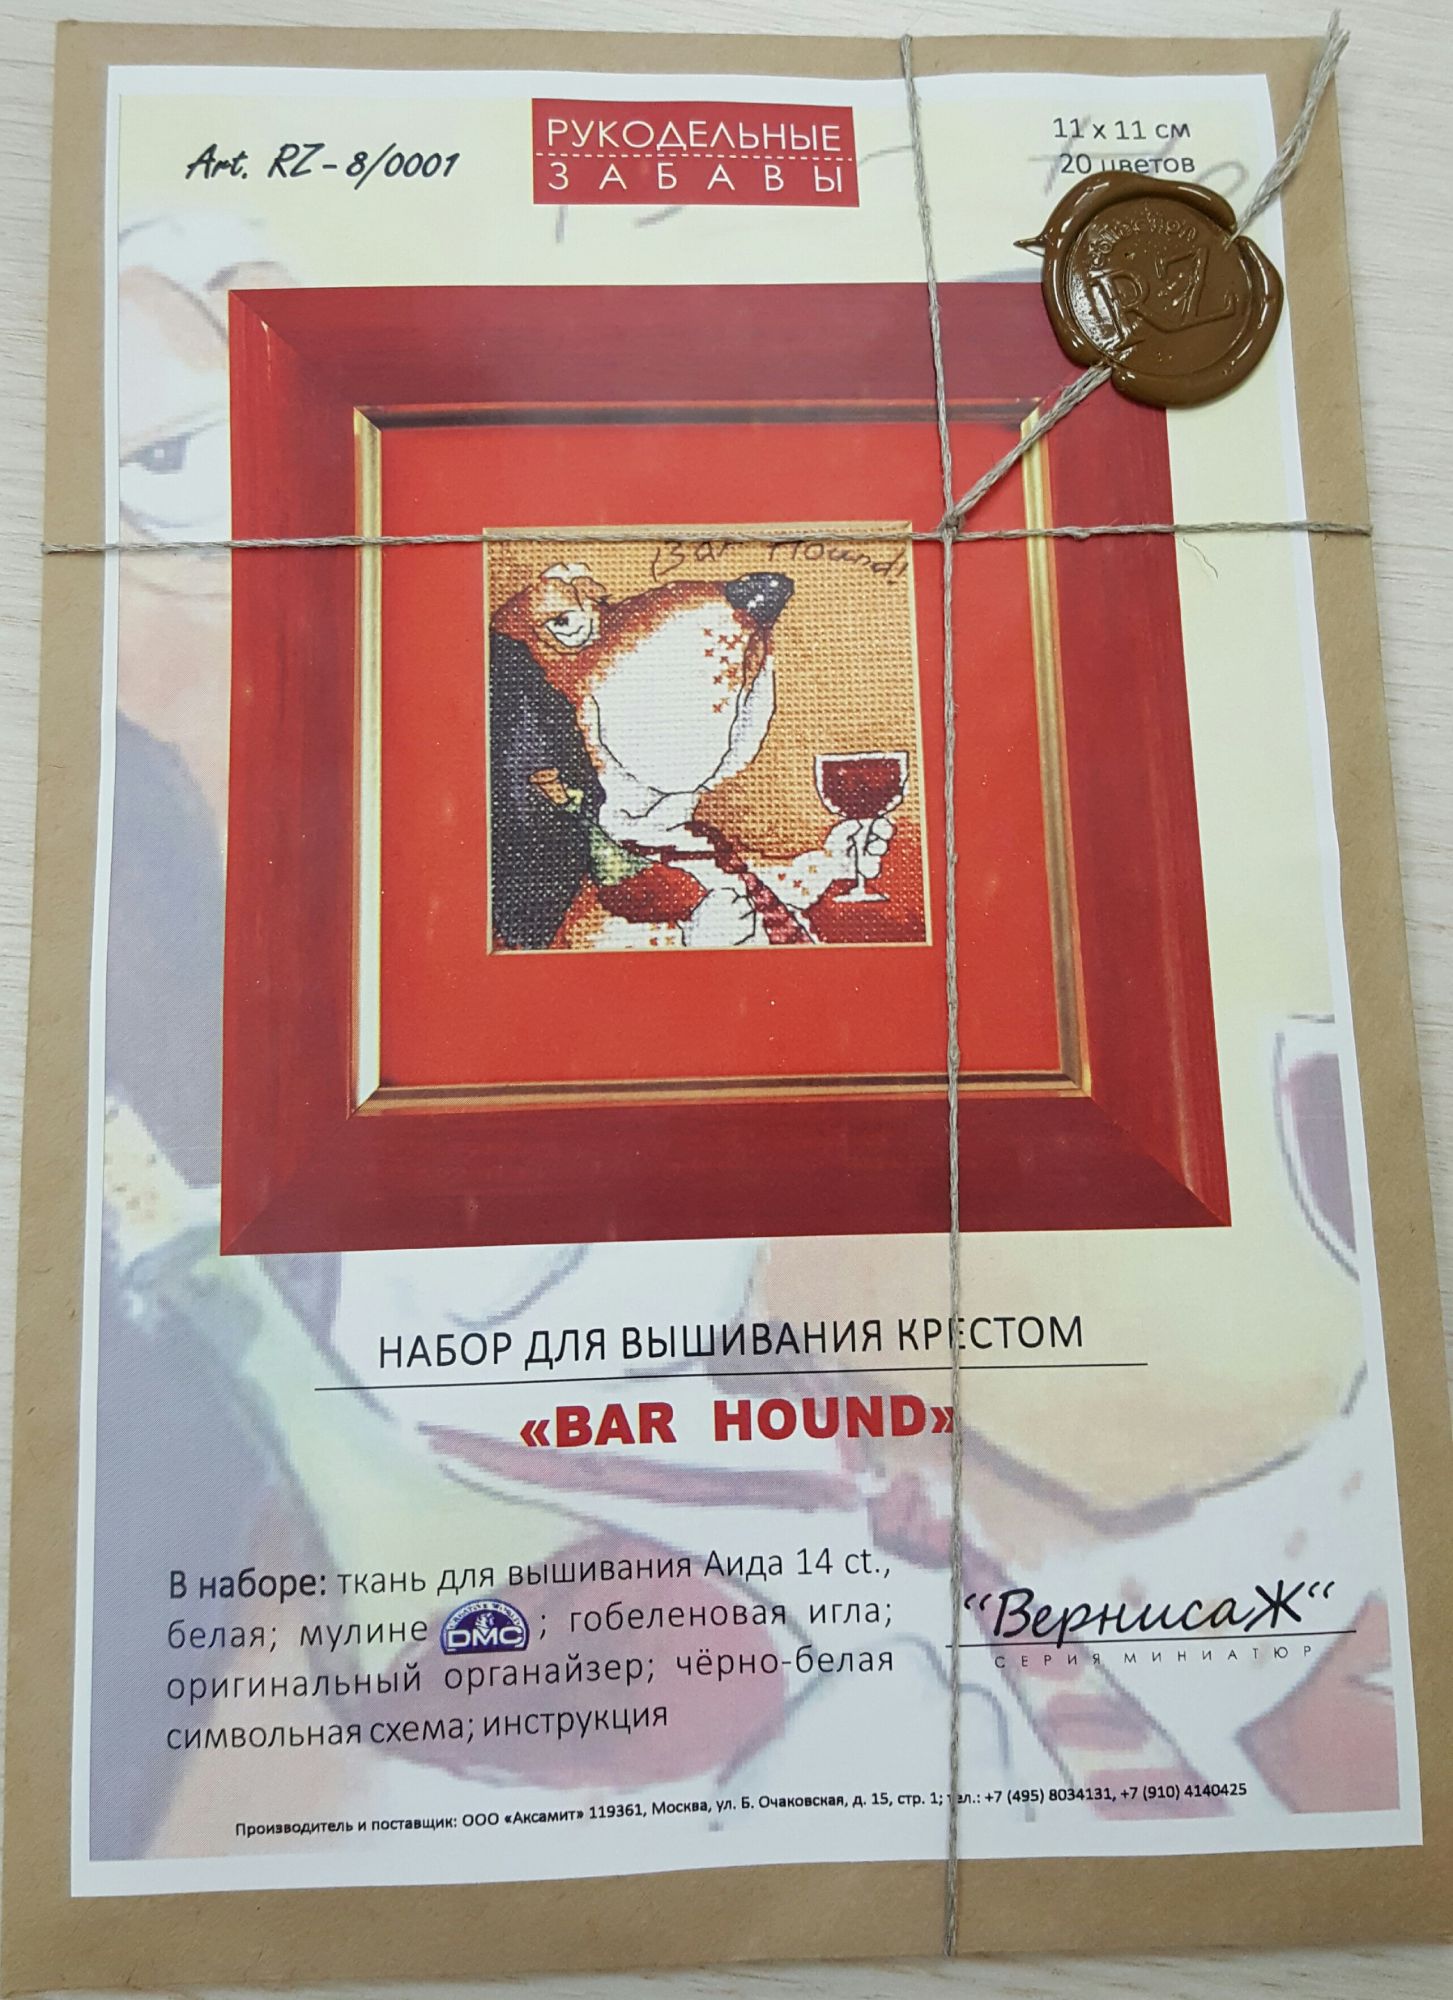 Art. RZ-8/0001
РУКОДЕЛЬНЫЕ
ЗАБАВЫ
11 x 11 см
20 цветов
collection
RZ
Bar Hound!
НАБОР ДЛЯ ВЫШИВАНИЯ КРЕСТОМ
«BAR HOUND»
В наборе: ткань для вышивания Аида 14 ct.,
белая; мулине DMC; гобеленовая игла;
оригинальный органайзер; чёрно-белая
символьная схема; инструкция
"ВернисаЖ"
СЕРИЯ МИНИАТЮР
Производитель и поставщик: ООО «Аксамит» 119361, Москва, ул. Б. Очаковская, д. 15, стр. 1; тел.: +7 (495) 8034131, +7 (910) 4140425